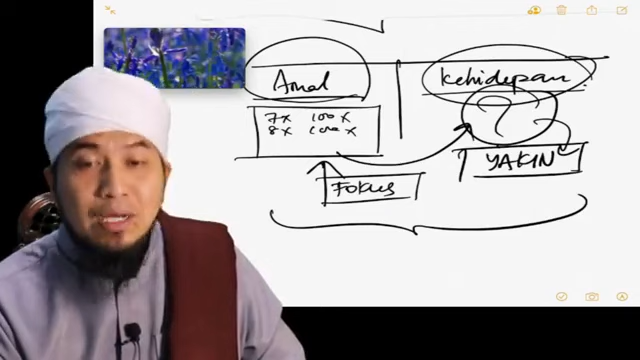 Amal
Kehidupan
7x 100x
8x 1000x
?
YAKIN
Fokus